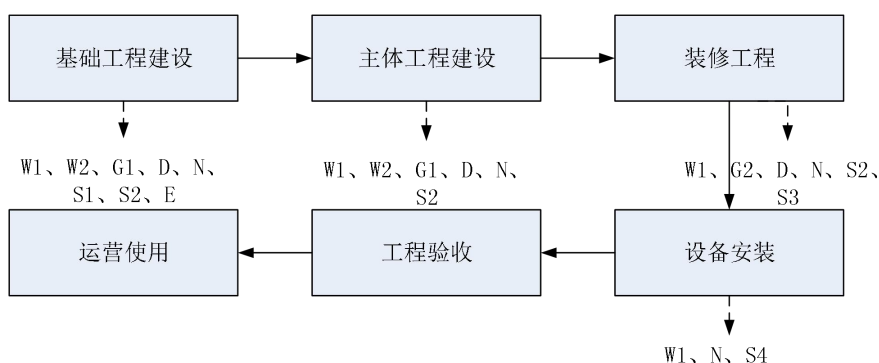 基础工程建设
主体工程建设
装修工程
W1、W2、G1、D、N、
S1、S2、E
W1、W2、G1、D、N、
S2
W1、G2、D、N、S2、
S3
运营使用
工程验收
设备安装
W1、N、S4